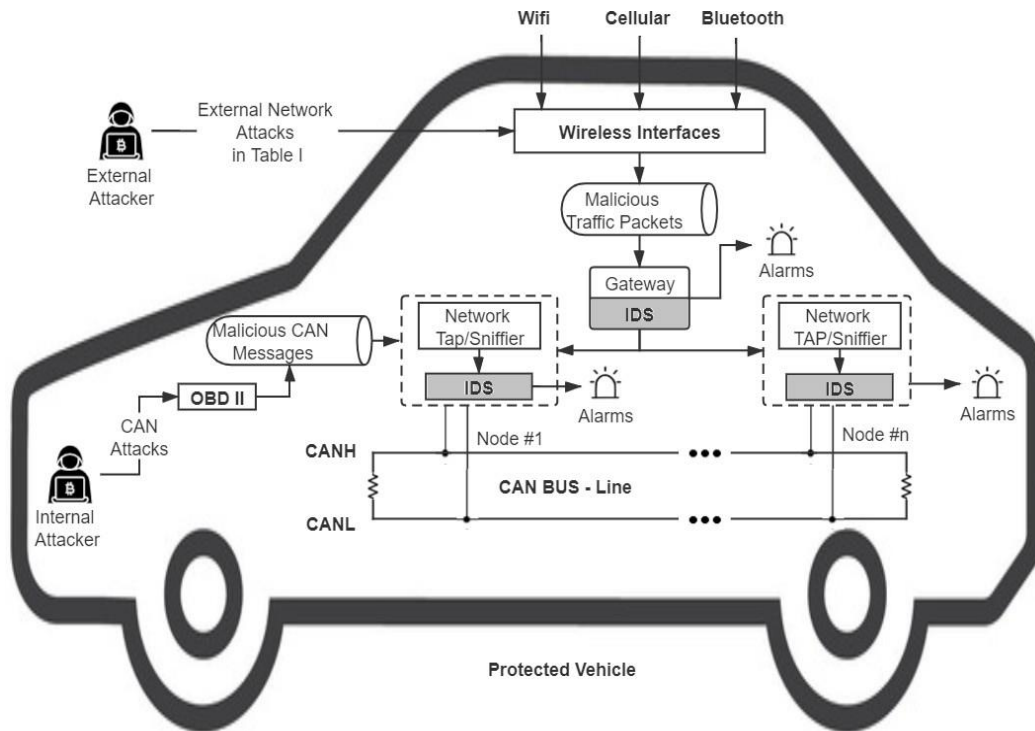 Wifi
Cellular
Bluetooth
External Network
Attacks
in Table I
Wireless Interfaces
External
Attacker
Malicious
Traffic Packets
Alarms
Gateway
IDS
Malicious CAN
Messages
Network
Tap/Sniffier
IDS
Alarms
Network
TAP/Sniffier
IDS
Alarms
OBD II
CAN
Attacks
Node #1
Node #n
CANH
CAN BUS - Line
CANL
Internal
Attacker
Protected Vehicle